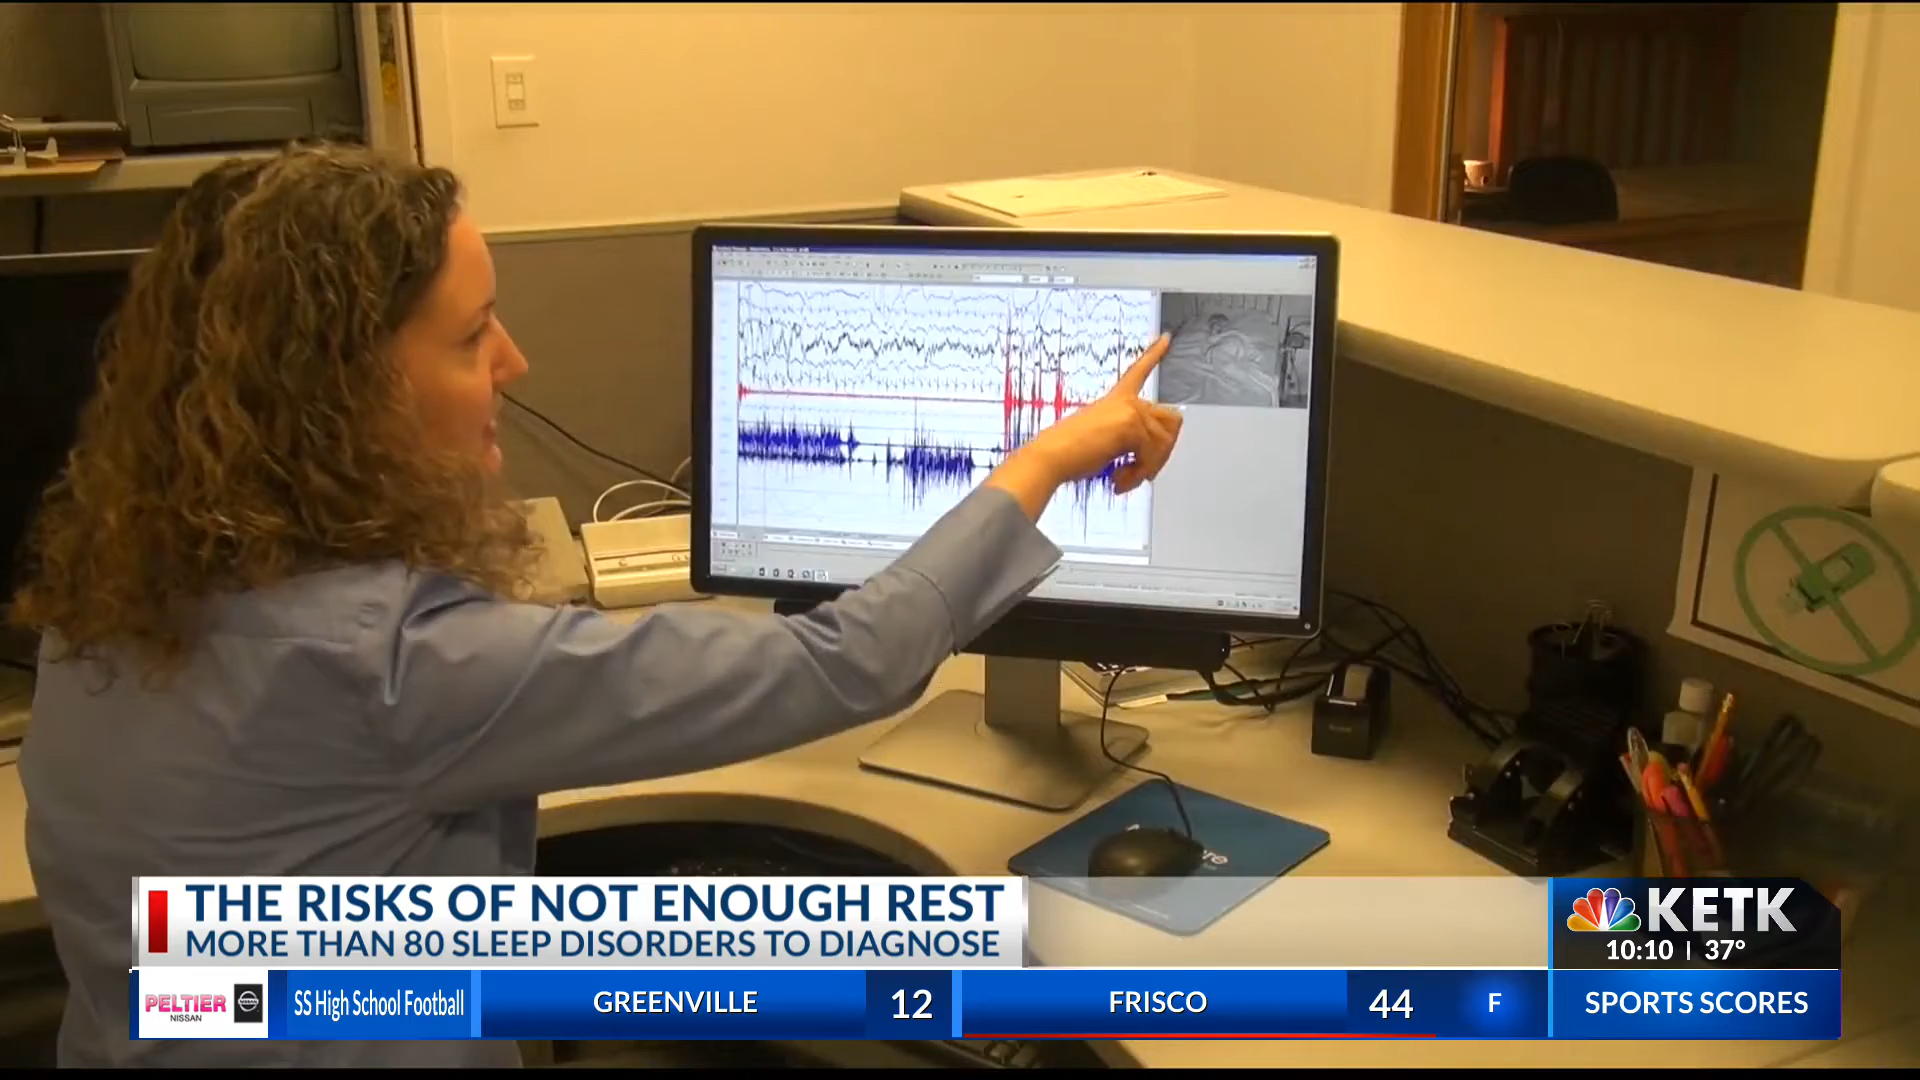 THE RISKS OF NOT ENOUGH REST
MORE THAN 80 SLEEP DISORDERS TO DIAGNOSE
KETK
10:10 | 37°
PELTIER
NISSAN
SS High School Football
GREENVILLE 12
FRISCO 44 F
SPORTS SCORES